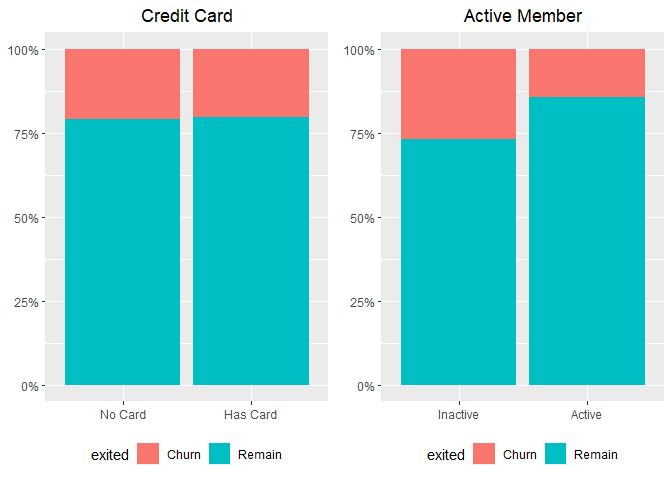 Credit Card
100%
75%
50%
25%
0%
No Card Has Card
exited Churn Remain
Active Member
100%
75%
50%
25%
0%
Inactive Active
exited Churn Remain